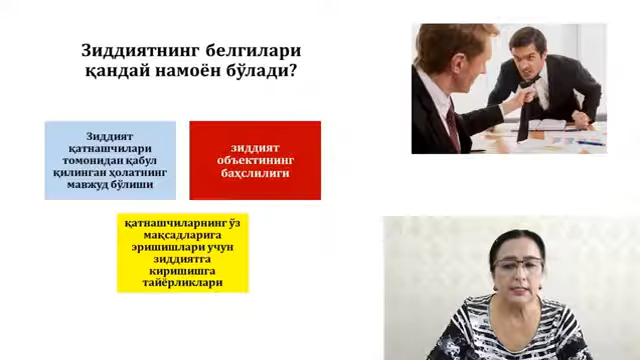 Зиддиятнинг белгилари
қандай намоён бўлади?
Зиддият
қатнашчилари
томонидан қабул
қилинган ҳолатнинг
мавжуд бўлиши
зиддият
объектининг
баҳслилиги
қатнашчиларнинг ўз
мақсадларига
эришишлари учун
зиддиятга
киришишга
тайёрликлари